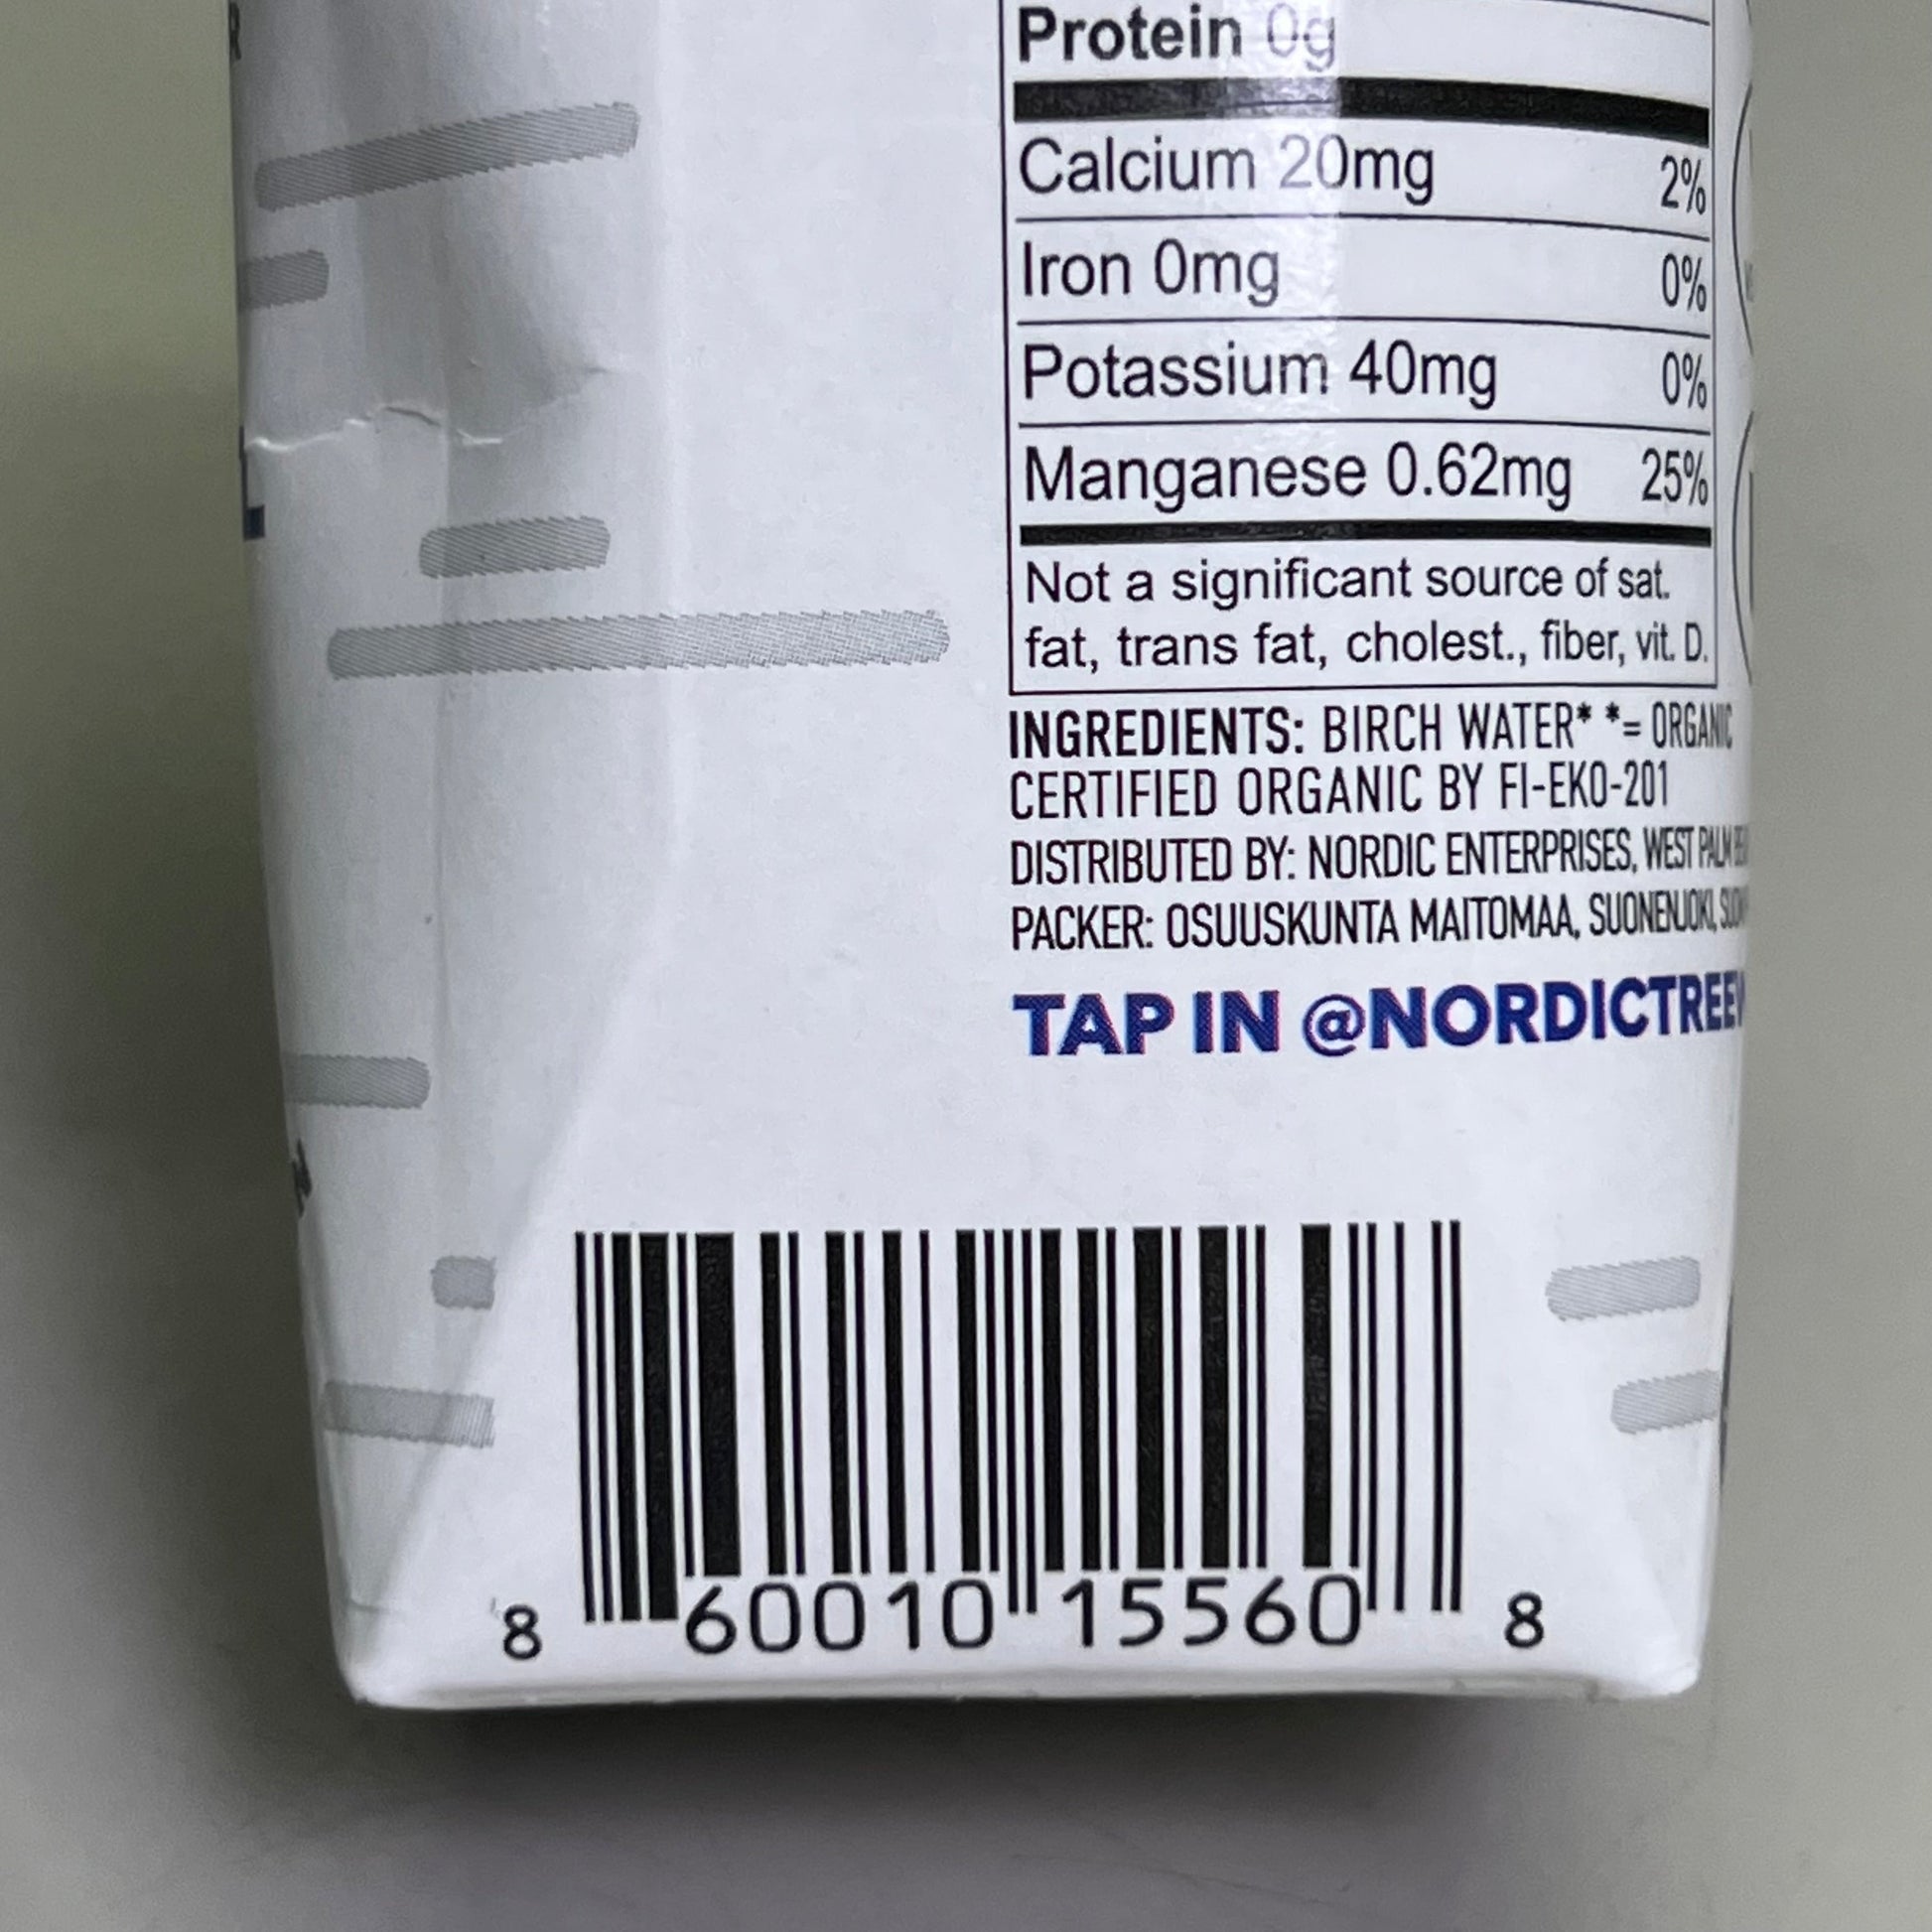 Protein 0g
Calcium 20mg 2%
Iron 0mg 0%
Potassium 40mg 0%
Manganese 0.62mg 25%
Not a significant source of sat.
fat, trans fat, cholest., fiber, vit. D.
INGREDIENTS: BIRCH WATER* *= ORGANIC
CERTIFIED ORGANIC BY FI-EKO-201
DISTRIBUTED BY: NORDIC ENTERPRISES, WEST PALM
PACKER: OSUUSKUNTA MAITOMAA, SUONENJOKI,
TAP IN @NORDICTREE
8 60010 15560 8